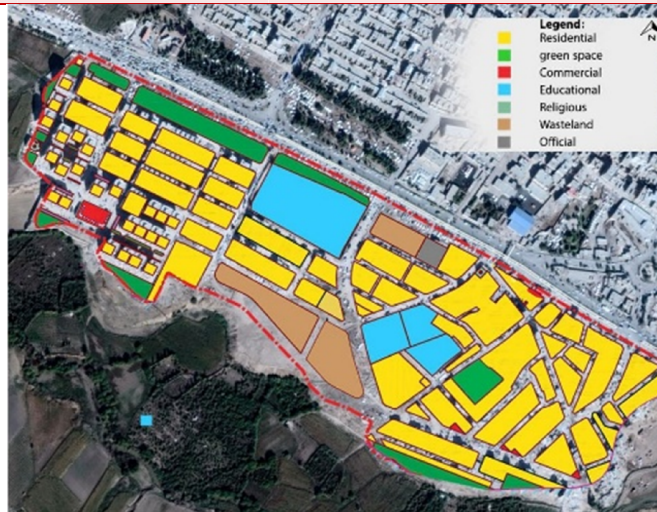 Legend:
Residential
green space
Commercial
Educational
Religious
Wasteland
Official
N